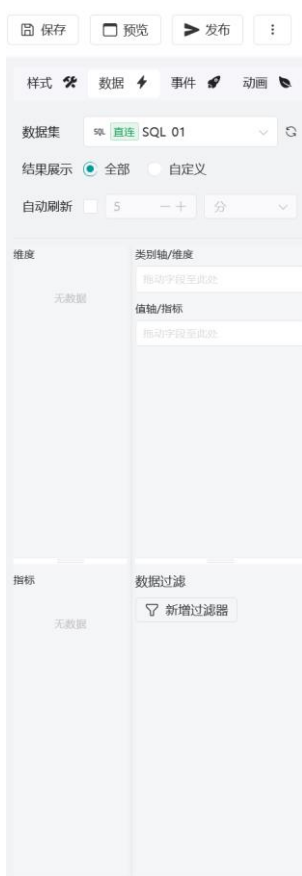 保存 预览 发布
样式 数据 事件 动画
数据集 SQL 直连 SQL 01
结果展示 全部 自定义
自动刷新 5 — + 分
维度 类别轴/维度
拖动字段至此处
无数据
值轴/指标
拖动字段至此处
指标 数据过滤
新增过滤器
无数据